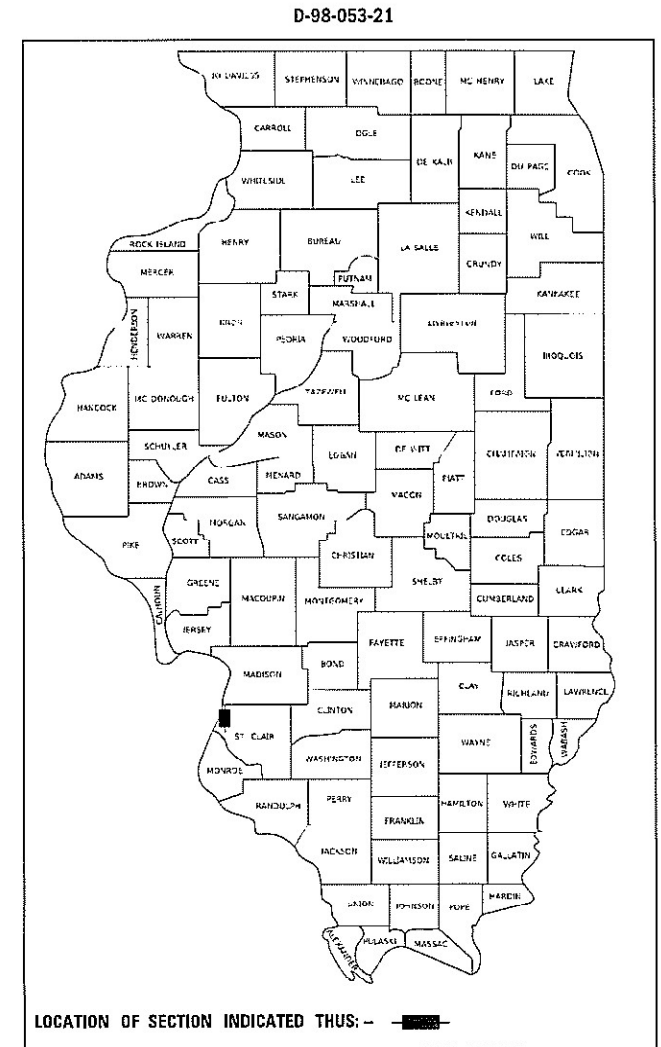 D-98-053-21
JO DAVIESS STEPHENSON WINNEBAGO BOONE MC HENRY LAKE
CARROLL OGLE DE KALB KANE DU PAGE COOK
WHITESIDE LEE KENDALL WILL
ROCK ISLAND HENRY BUREAU LA SALLE GRUNDY
MERCER PUTNAM KANKAKEE
STARK MARSHALL
HENDERSON WARREN KNOX PEORIA WOODFORD LIVINGSTON IROQUOIS
HANCOCK MC DONOUGH FULTON TAZEWELL MC LEAN FORD
SCHUYLER MASON LOGAN DE WITT CHAMPAIGN VERMILION
ADAMS BROWN CASS MENARD MACON PIATT
PIKE SCOTT MORGAN SANGAMON CHRISTIAN MOULTRIE DOUGLAS EDGAR
COLES
CALHOUN GREENE MACOUPIN MONTGOMERY SHELBY CUMBERLAND CLARK
JERSEY FAYETTE EFFINGHAM JASPER CRAWFORD
MADISON BOND CLAY RICHLAND LAWRENCE
CLINTON MARION
ST. CLAIR WAYNE EDWARDS WABASH
MONROE WASHINGTON JEFFERSON
RANDOLPH PERRY HAMILTON WHITE
FRANKLIN
JACKSON WILLIAMSON SALINE GALLATIN
UNION JOHNSON POPE HARDIN
ALEXANDER PULASKI MASSAC
LOCATION OF SECTION INDICATED THUS: -